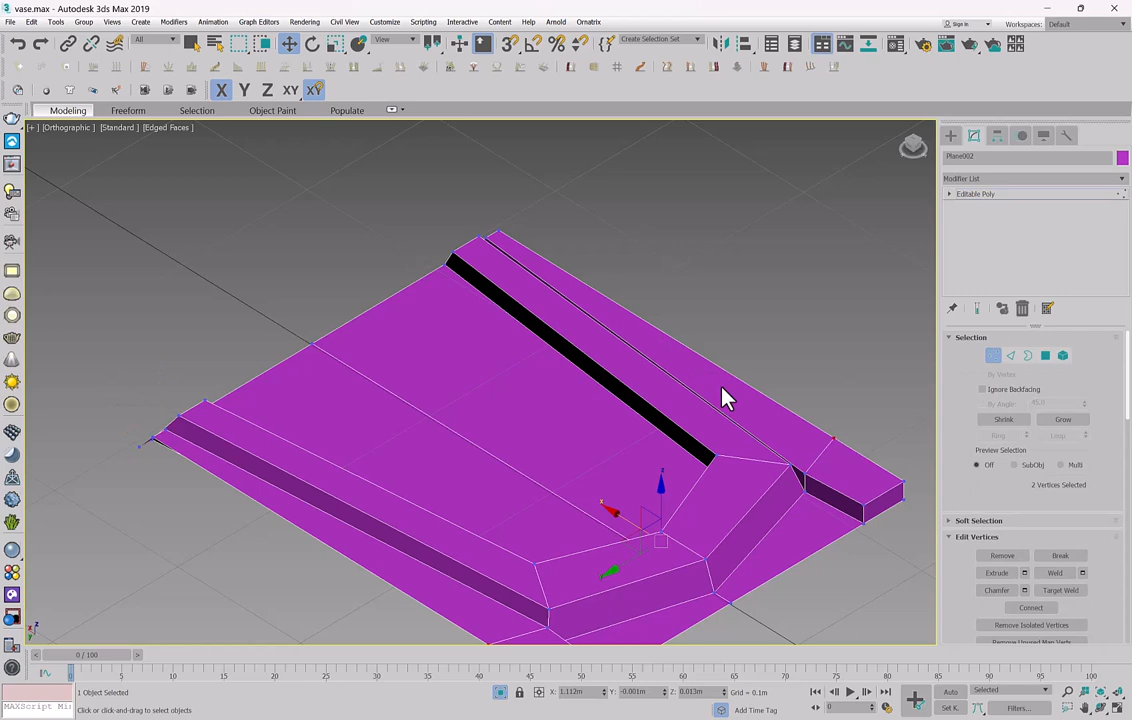 vase.max - Autodesk 3ds Max 2019
File Edit Tools Group Views Create Modifiers Animation Graph Editors Rendering Civil View Customize Scripting Interactive Content Help Arnold Ornatrix Sign In Workspaces: Default
All View Create Selection Set
X Y Z XY XY
Modeling Freeform Selection Object Paint Populate
[+] [Orthographic] [Standard] [Edged Faces]
Plane002
Modifier List
Editable Poly
Selection
By Vertex
Ignore Backfacing
By Angle: 45.0
Shrink Grow
Ring Loop
Preview Selection
Off SubObj Multi
2 Vertices Selected
Soft Selection
Edit Vertices
Remove Break
Extrude Weld
Chamfer Target Weld
Connect
Remove Isolated Vertices
Remove Unused Map Verts
x z
z x y
0 / 100
0 5 10 15 20 25 30 35 40 45 50 55 60 65 70 75 80 85 90 95 100
1 Object Selected X: 1.112m Y: -0.001m Z: 0.013m Grid = 0.1m Auto Selected
MAXScript Mi Click or click-and-drag to select objects Add Time Tag 0 Set K. Filters...